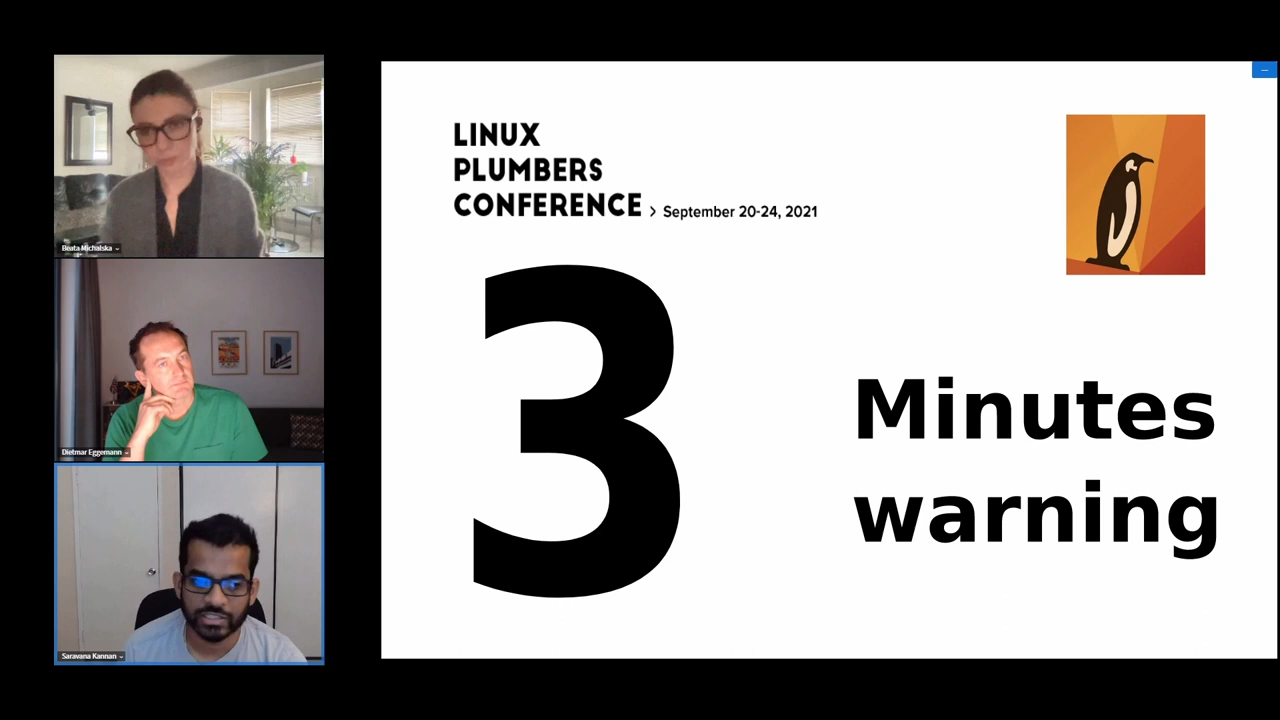 Beata Michalska
Dietmar Eggemann
Saravana Kannan
LINUX
PLUMBERS
CONFERENCE > September 20-24, 2021
3
Minutes
warning